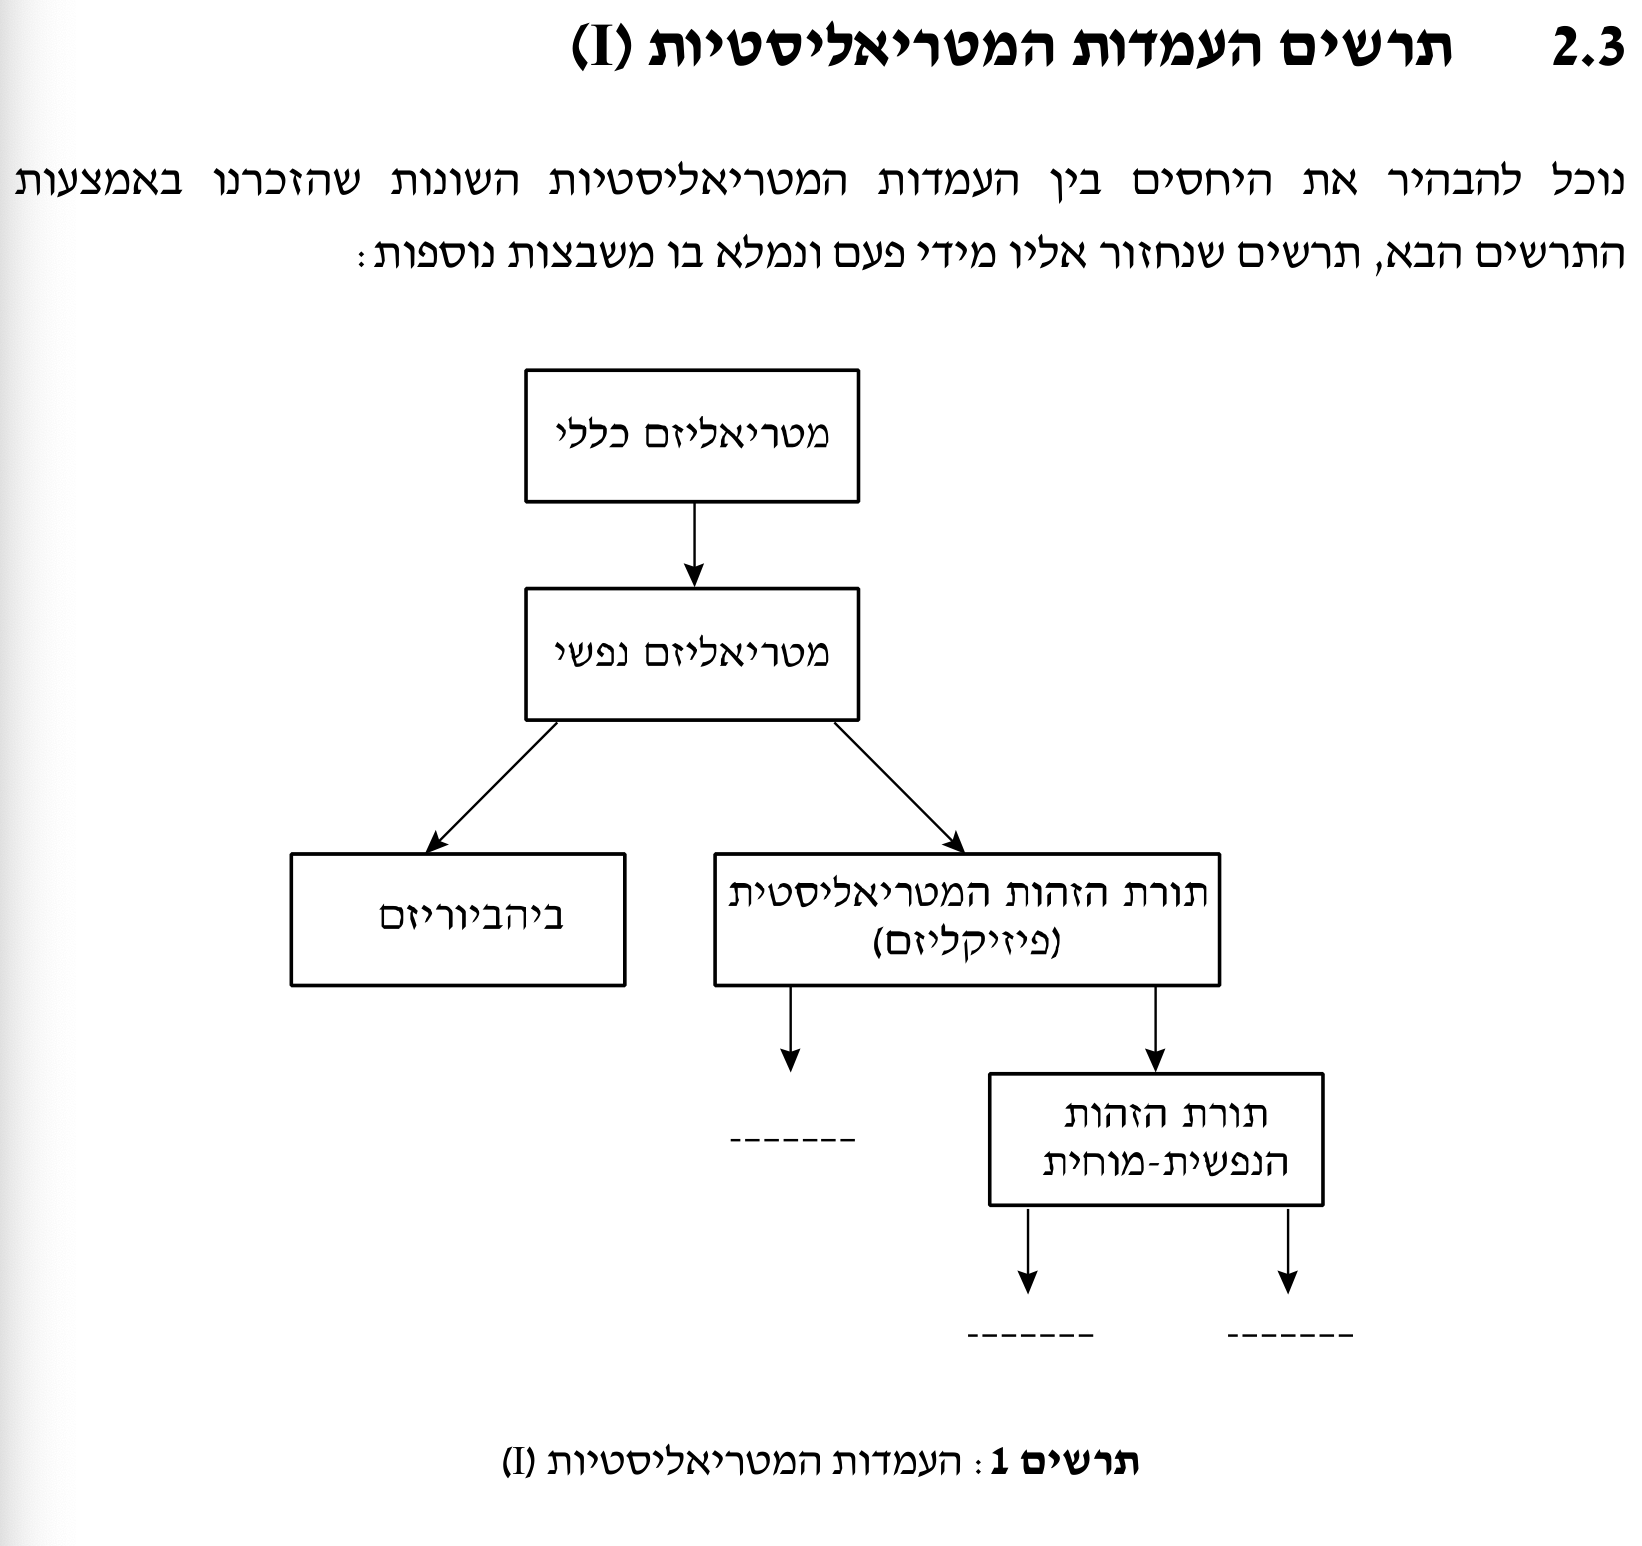 2.3 תרשים העמדות המטריאליסטיות (I)
נוכל להבהיר את היחסים בין העמדות המטריאליסטיות השונות שהזכרנו באמצעות
התרשים הבא, תרשים שנחזור אליו מידי פעם ונמלא בו משבצות נוספות:
מטריאליזם כללי
מטריאליזם נפשי
תורת הזהות המטריאליסטית
(פיזיקליזם)
ביהביוריזם
תורת הזהות
הנפשית-מוחית
-------
------- -------
תרשים 1: העמדות המטריאליסטיות (I)